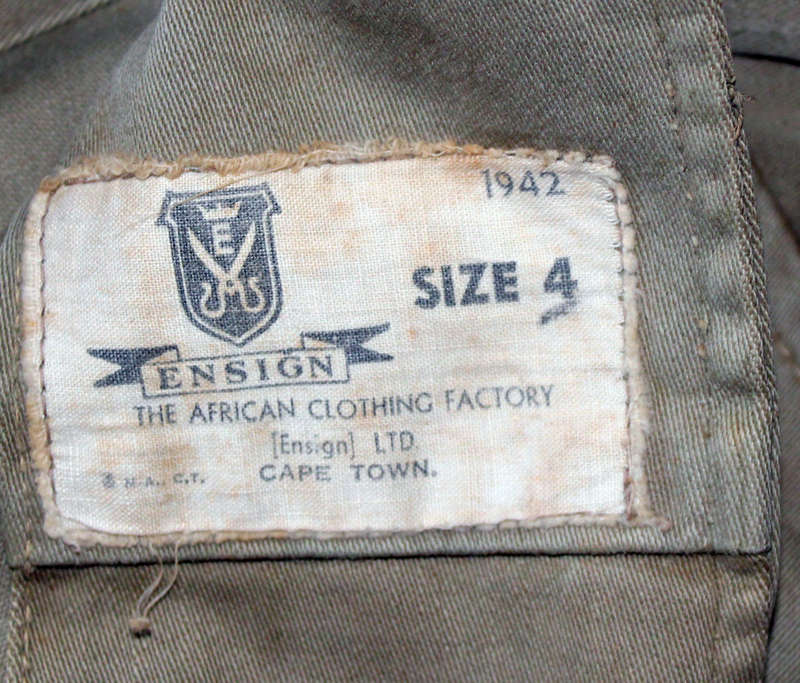 1942
E
SIZE 4
ENSIGN
THE AFRICAN CLOTHING FACTORY
[Ensign] LTD
CAPE TOWN.
M.A. C.T.